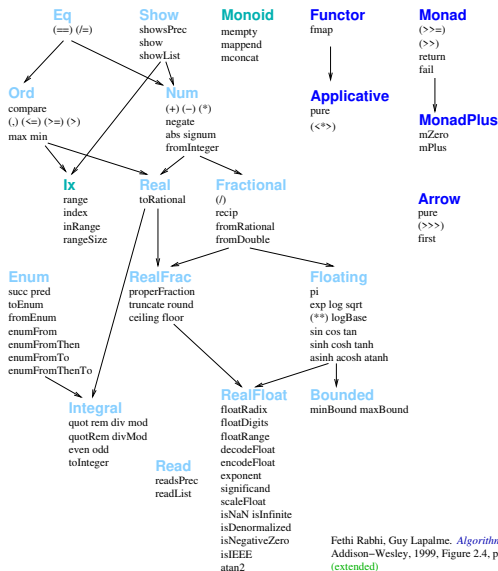 Eq
(==) (/=)
Show
showsPrec
show
showList
Monoid
mempty
mappend
mconcat
Functor
fmap
Monad
(>>=)
(>>)
return
fail
Ord
compare
(,) (<=) (>=) (>)
max min
Num
(+) (−) (*)
negate
abs signum
fromInteger
Applicative
pure
(<*>)
MonadPlus
mZero
mPlus
Ix
range
index
inRange
rangeSize
Real
toRational
Fractional
(/)
recip
fromRational
fromDouble
Arrow
pure
(>>>)
first
Enum
succ pred
toEnum
fromEnum
enumFrom
enumFromThen
enumFromTo
enumFromThenTo
RealFrac
properFraction
truncate round
ceiling floor
Floating
pi
exp log sqrt
(**) logBase
sin cos tan
sinh cosh tanh
asinh acosh atanh
Integral
quot rem div mod
quotRem divMod
even odd
toInteger
RealFloat
floatRadix
floatDigits
floatRange
decodeFloat
encodeFloat
exponent
significand
scaleFloat
isNaN isInfinite
isDenormalized
isNegativeZero
isIEEE
atan2
Bounded
minBound maxBound
Read
readsPrec
readList
Fethi Rabhi, Guy Lapalme. Algorithm
Addison−Wesley, 1999, Figure 2.4, p
(extended)